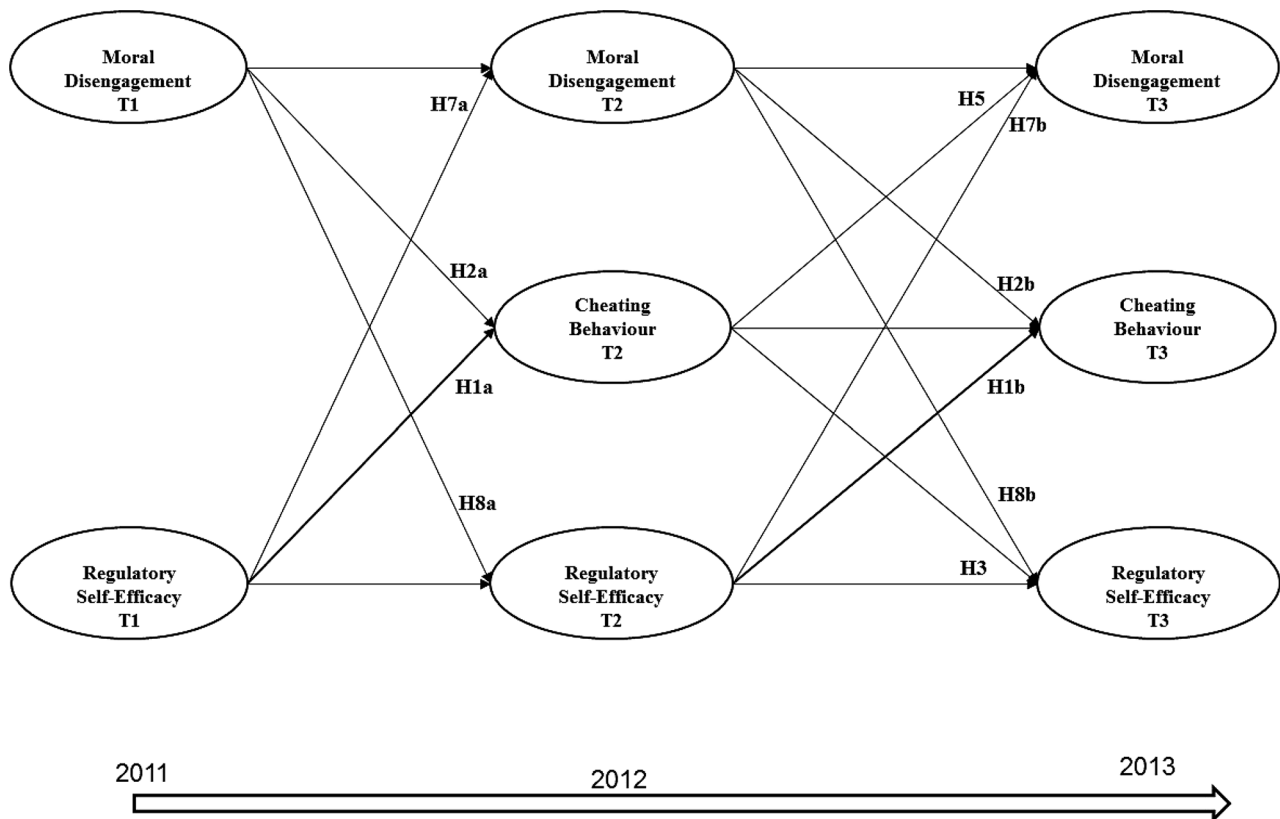 Moral
Disengagement
T1
Moral
Disengagement
T2
Moral
Disengagement
T3
H7a
H5
H7b
H2a
H2b
Cheating
Behaviour
T2
Cheating
Behaviour
T3
H1a
H1b
H8a
H8b
H3
Regulatory
Self-Efficacy
T1
Regulatory
Self-Efficacy
T2
Regulatory
Self-Efficacy
T3
2011
2012
2013